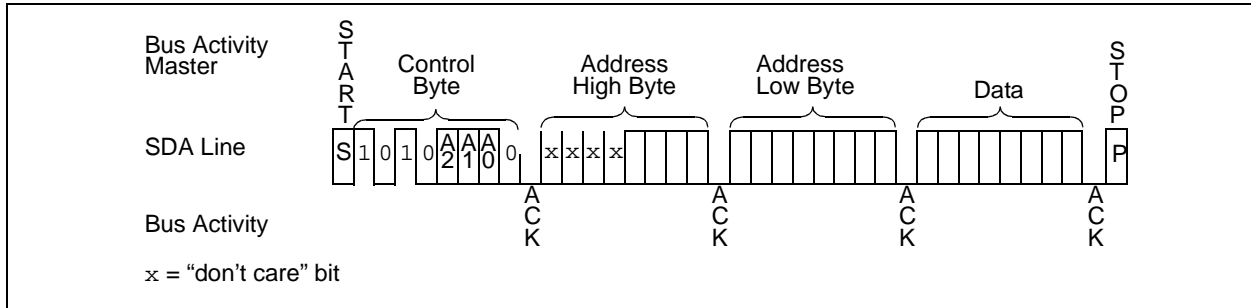 Bus Activity
Master
START
Control
Byte
Address
High Byte
Address
Low Byte
Data
STOP
SDA Line
S 1 0 1 0 A2 A1 A0 0 x x x x P
Bus Activity
ACK ACK ACK ACK
x = “don’t care” bit